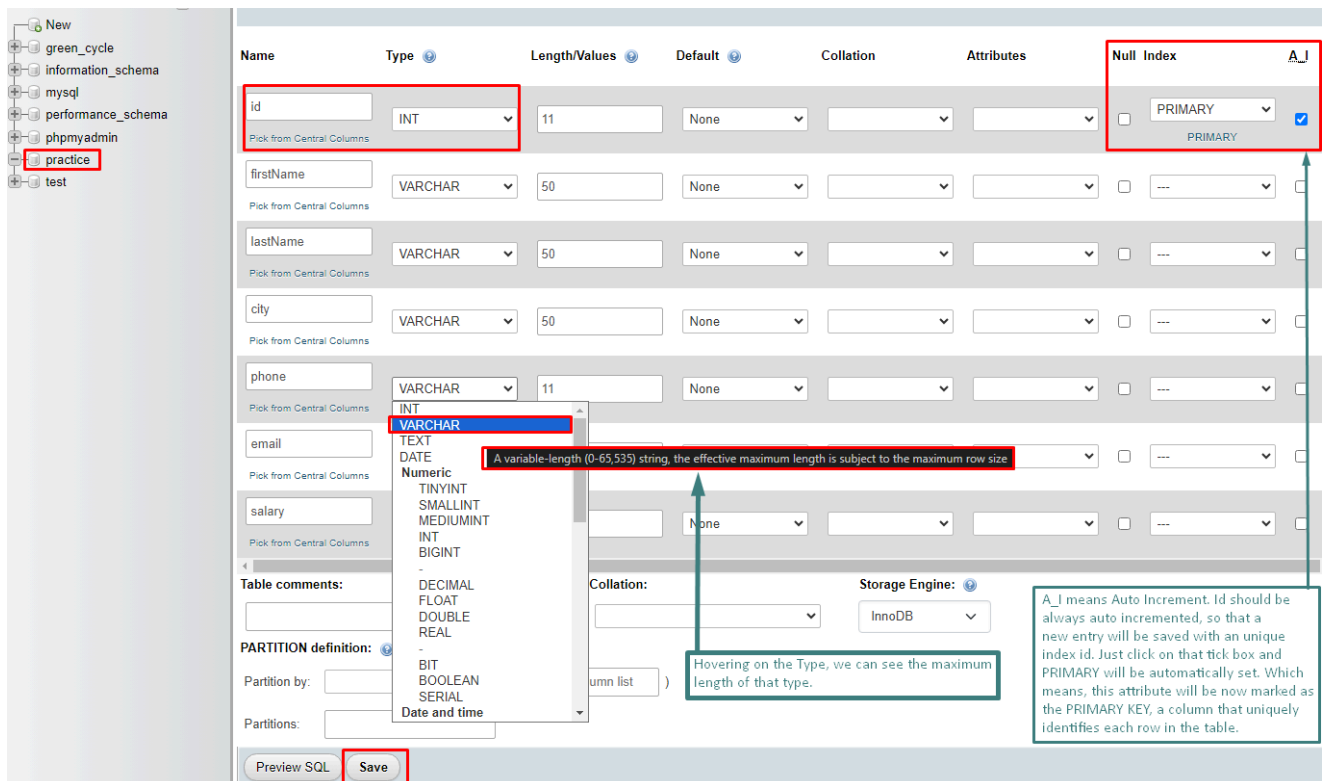 New
green_cycle
information_schema
mysql
performance_schema
phpmyadmin
practice
test
Name Type Length/Values Default Collation Attributes Null Index A_I
id INT 11 None PRIMARY
Pick from Central Columns PRIMARY
firstName VARCHAR 50 None ---
Pick from Central Columns
lastName VARCHAR 50 None ---
Pick from Central Columns
city VARCHAR 50 None ---
Pick from Central Columns
phone VARCHAR 11 None ---
Pick from Central Columns
email ---
Pick from Central Columns
salary None ---
Pick from Central Columns
INT
VARCHAR
TEXT
DATE
Numeric
TINYINT
SMALLINT
MEDIUMINT
INT
BIGINT
-
DECIMAL
FLOAT
DOUBLE
REAL
-
BIT
BOOLEAN
SERIAL
Date and time
A variable-length (0-65,535) string, the effective maximum length is subject to the maximum row size
Table comments: Collation: Storage Engine:
InnoDB
PARTITION definition:
Partition by: umn list )
Partitions:
Hovering on the Type, we can see the maximum
length of that type.
A_I means Auto Increment. Id should be
always auto incremented, so that a
new entry will be saved with an unique
index id. Just click on that tick box and
PRIMARY will be automatically set. Which
means, this attribute will be now marked as
the PRIMARY KEY, a column that uniquely
identifies each row in the table.
Preview SQL Save